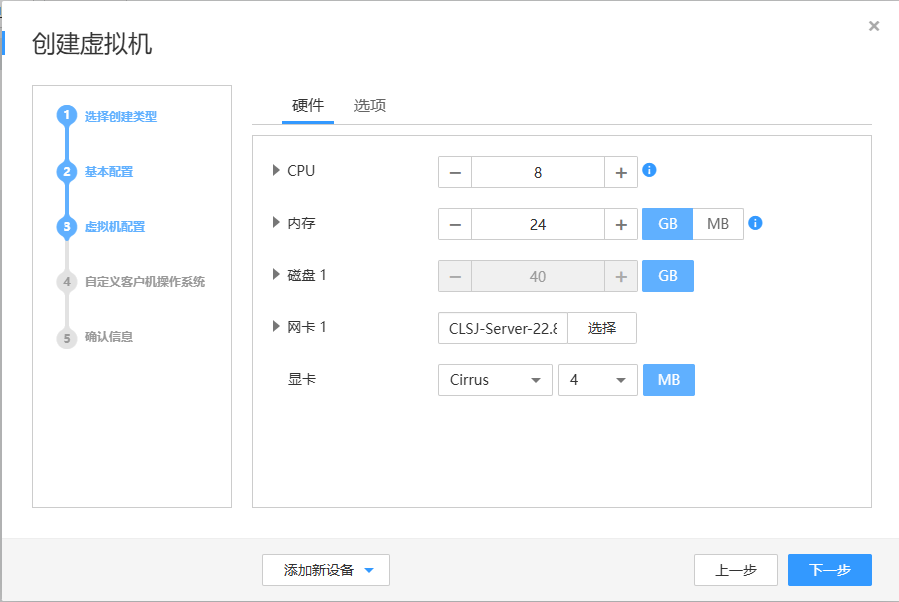 创建虚拟机
1 选择创建类型
2 基本配置
3 虚拟机配置
4 自定义客户机操作系统
5 确认信息
硬件 选项
CPU 8
内存 24 GB MB
磁盘 1 40 GB
网卡 1 CLSJ-Server-22.8 选择
显卡 Cirrus 4 MB
添加新设备 上一步 下一步